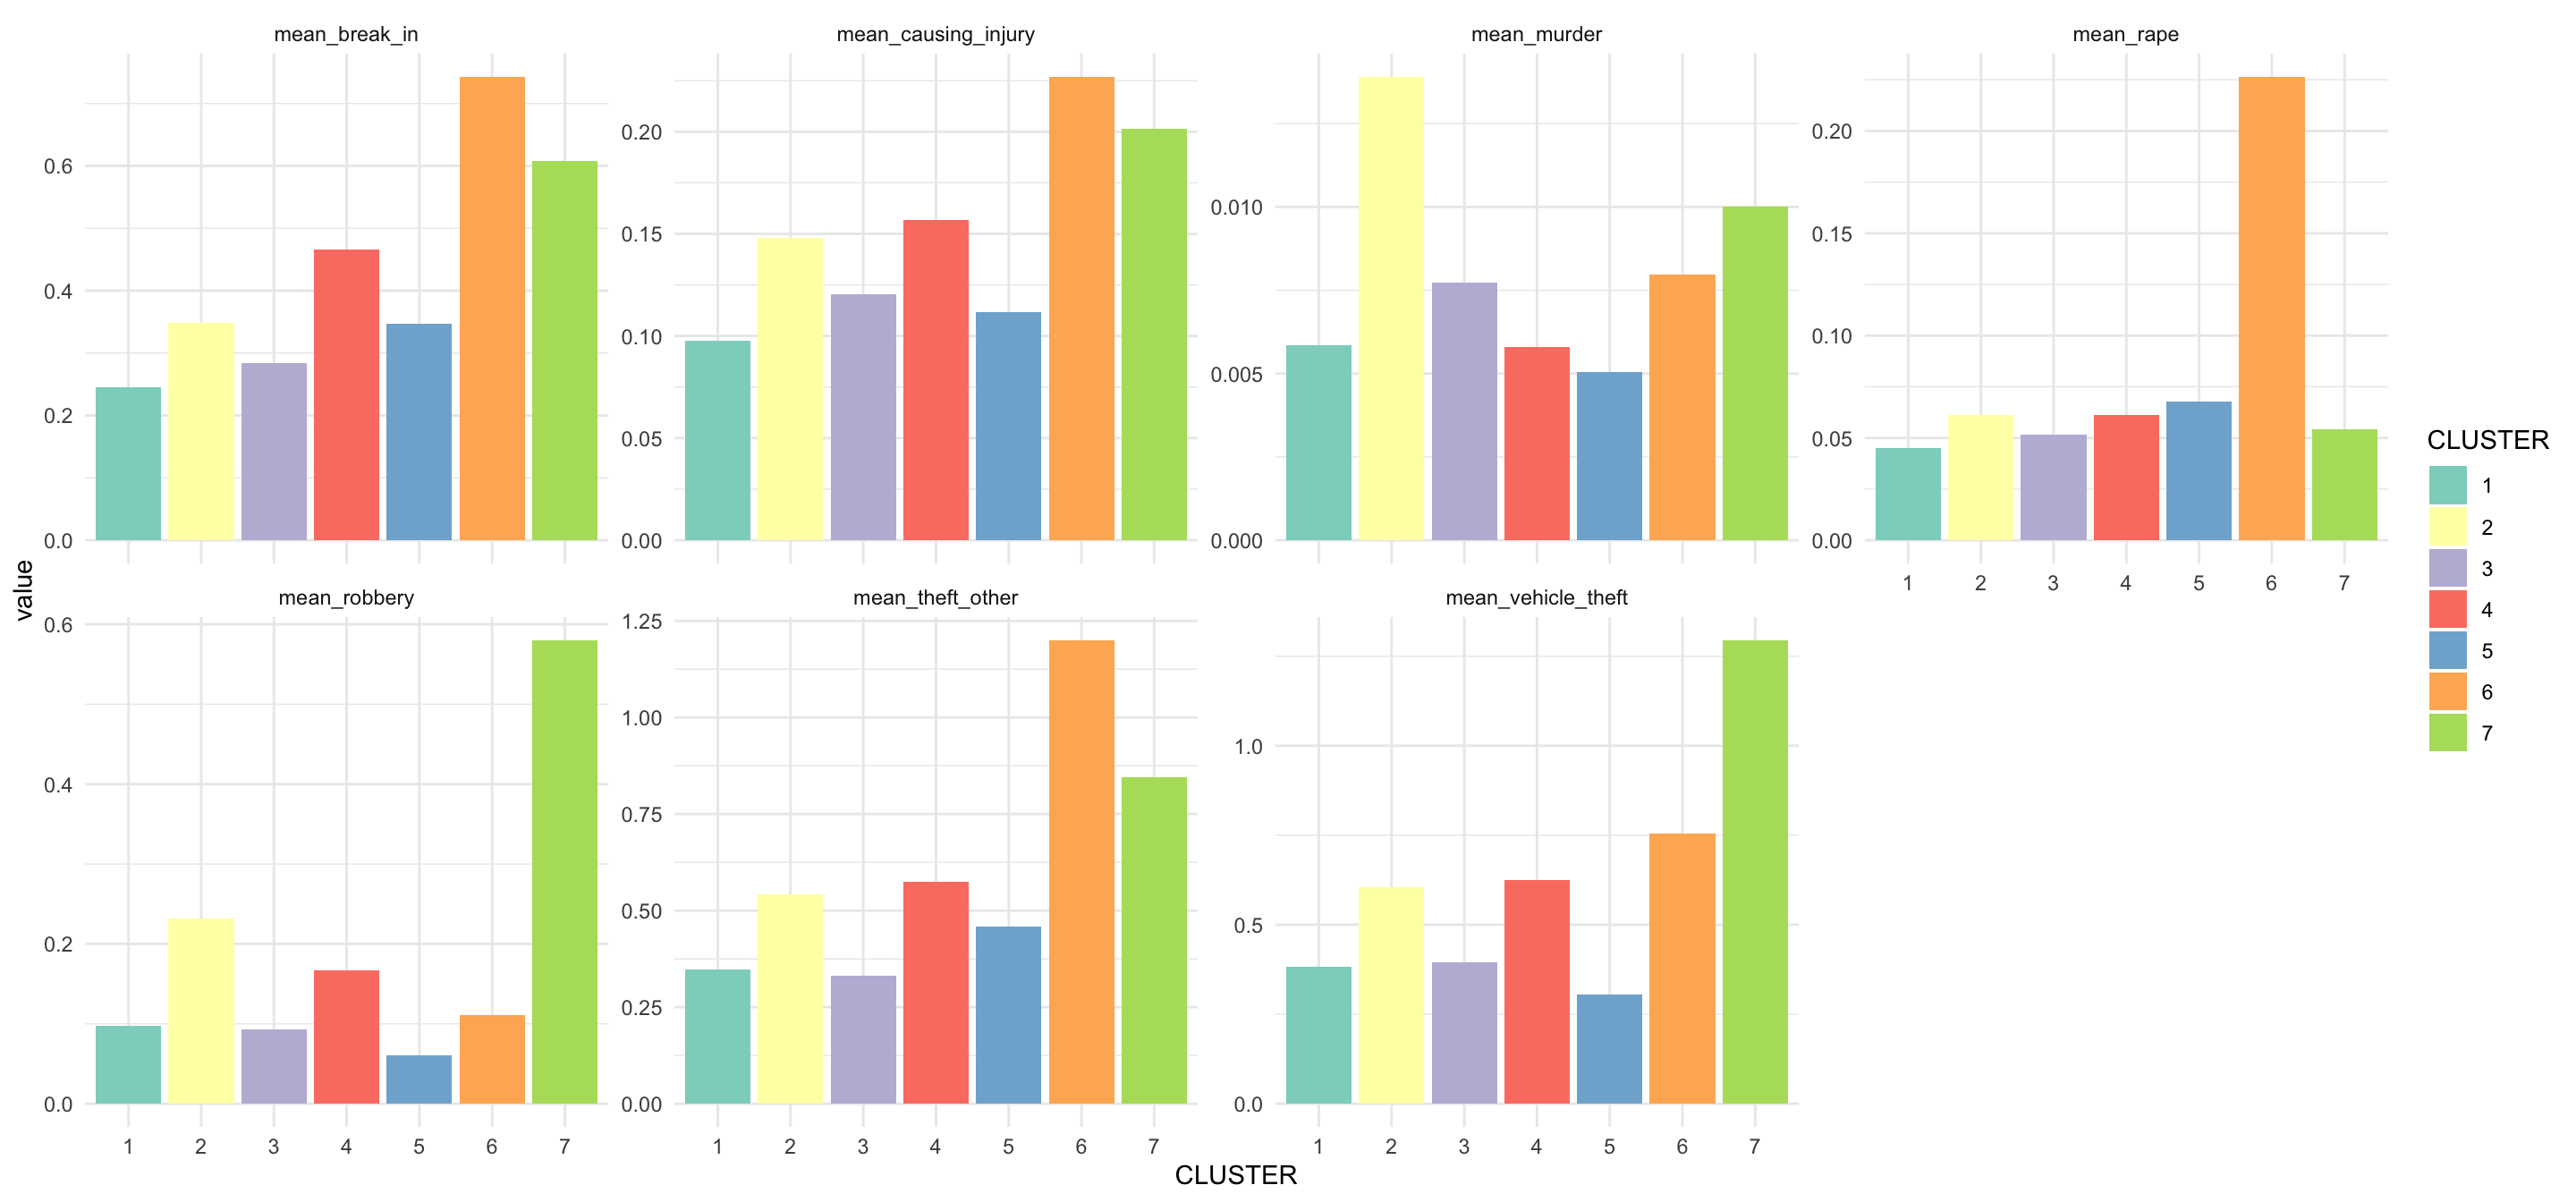 mean_break_in
mean_causing_injury
mean_murder
mean_rape
0.6
0.4
0.2
0.0
0.20
0.15
0.10
0.05
0.00
0.010
0.005
0.000
0.20
0.15
0.10
0.05
0.00
1 2 3 4 5 6 7
value
mean_robbery
mean_theft_other
mean_vehicle_theft
0.6
0.4
0.2
0.0
1.25
1.00
0.75
0.50
0.25
0.00
1.0
0.5
0.0
1 2 3 4 5 6 7
1 2 3 4 5 6 7
1 2 3 4 5 6 7
CLUSTER
CLUSTER
1
2
3
4
5
6
7